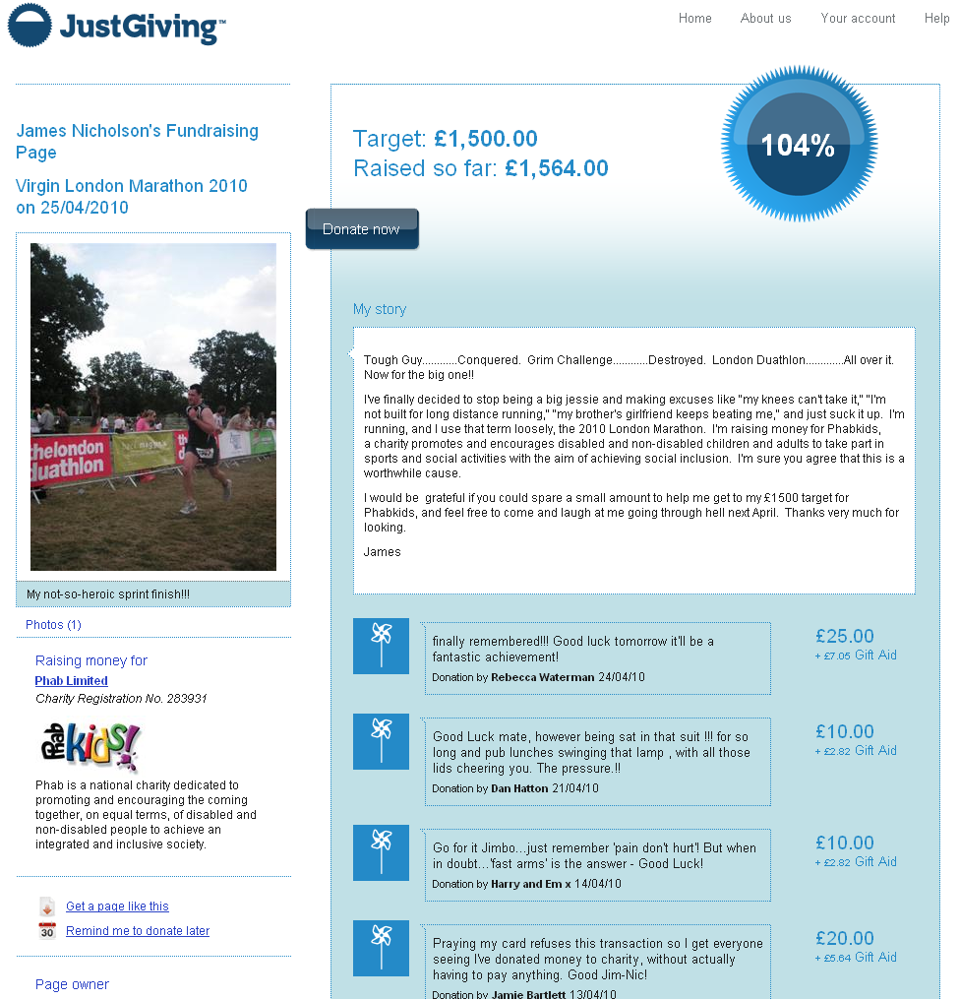 JustGiving™
Home About us Your account Help
James Nicholson's Fundraising
Page
Virgin London Marathon 2010
on 25/04/2010
Target: £1,500.00
Raised so far: £1,564.00
104%
Donate now
thelondon
duathlon
My not-so-heroic sprint finish!!!
Photos (1)
Raising money for
Phab Limited
Charity Registration No. 283931
Phab kids!
Phab is a national charity dedicated to
promoting and encouraging the coming
together, on equal terms, of disabled and
non-disabled people to achieve an
integrated and inclusive society.
Get a page like this
30 Remind me to donate later
Page owner
My story
Tough Guy...........Conquered.  Grim Challenge...........Destroyed.  London Duathlon............All over it.
Now for the big one!!
I've finally decided to stop being a big jessie and making excuses like "my knees can't take it," "I'm
not built for long distance running," "my brother's girlfriend keeps beating me," and just suck it up.  I'm
running, and I use that term loosely, the 2010 London Marathon.  I'm raising money for Phabkids,
a charity promotes and encourages disabled and non-disabled children and adults to take part in
sports and social activities with the aim of achieving social inclusion.  I'm sure you agree that this is a
worthwhile cause.
I would be  grateful if you could spare a small amount to help me get to my £1500 target for
Phabkids, and feel free to come and laugh at me going through hell next April.  Thanks very much for
looking.
James
finally remembered!!! Good luck tomorrow it'll be a
fantastic achievement!
Donation by Rebecca Waterman 24/04/10
£25.00
+ £7.05 Gift Aid
Good Luck mate, however being sat in that suit !!! for so
long and pub lunches swinging that lamp , with all those
lids cheering you. The pressure.!!
Donation by Dan Hatton 21/04/10
£10.00
+ £2.82 Gift Aid
Go for it Jimbo...just remember 'pain don't hurt'! But when
in doubt...'fast arms' is the answer - Good Luck!
Donation by Harry and Em x 14/04/10
£10.00
+ £2.82 Gift Aid
Praying my card refuses this transaction so I get everyone
seeing I've donated money to charity, without actually
having to pay anything. Good Jim-Nic!
Donation by Jamie Bartlett 13/04/10
£20.00
+ £5.64 Gift Aid